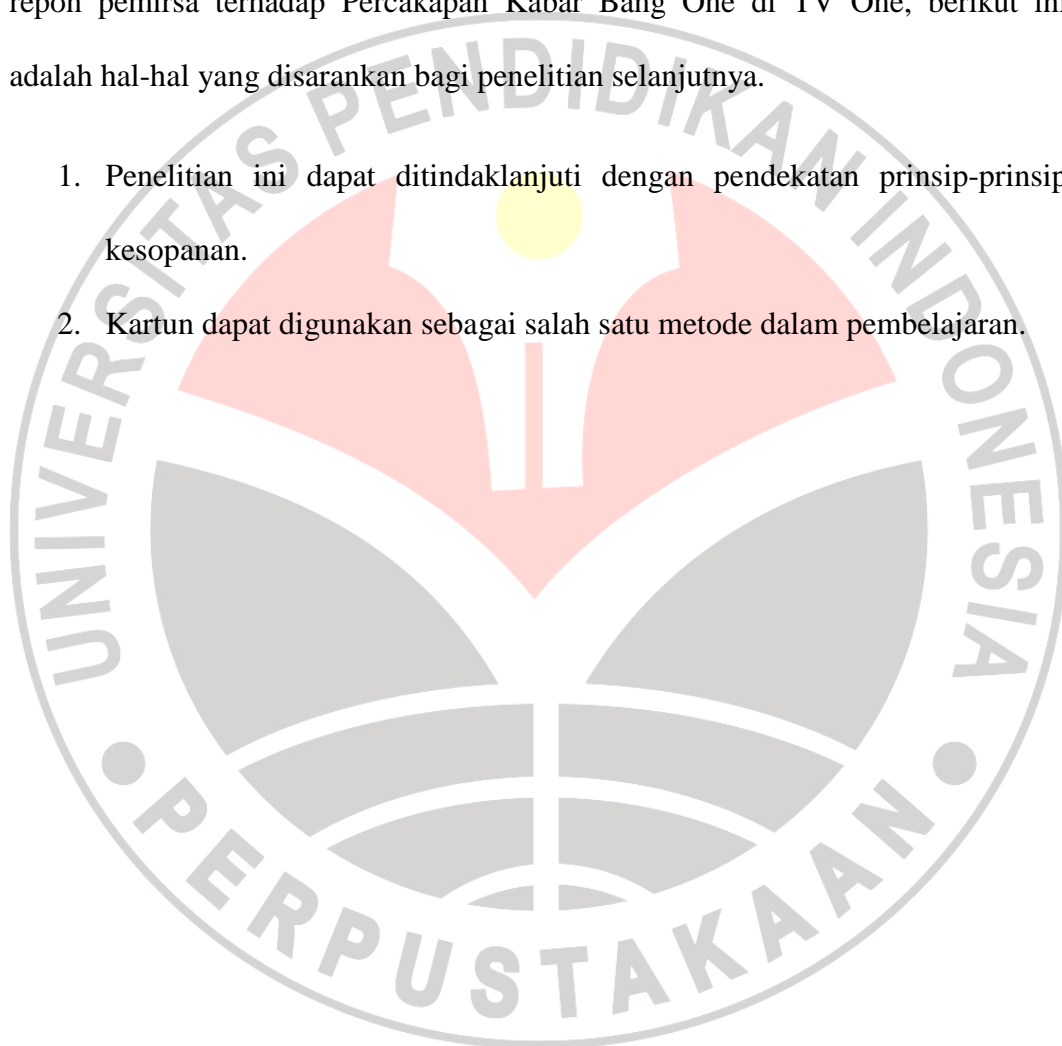 repon pemirsa terhadap Percakapan Kabar Bang One di TV One, berikut ini
adalah hal-hal yang disarankan bagi penelitian selanjutnya.
1. Penelitian ini dapat ditindaklanjuti dengan pendekatan prinsip-prinsip
kesopanan.
2. Kartun dapat digunakan sebagai salah satu metode dalam pembelajaran.
UNIVERSITAS PENDIDIKAN INDONESIA
PERPUSTAKAAN